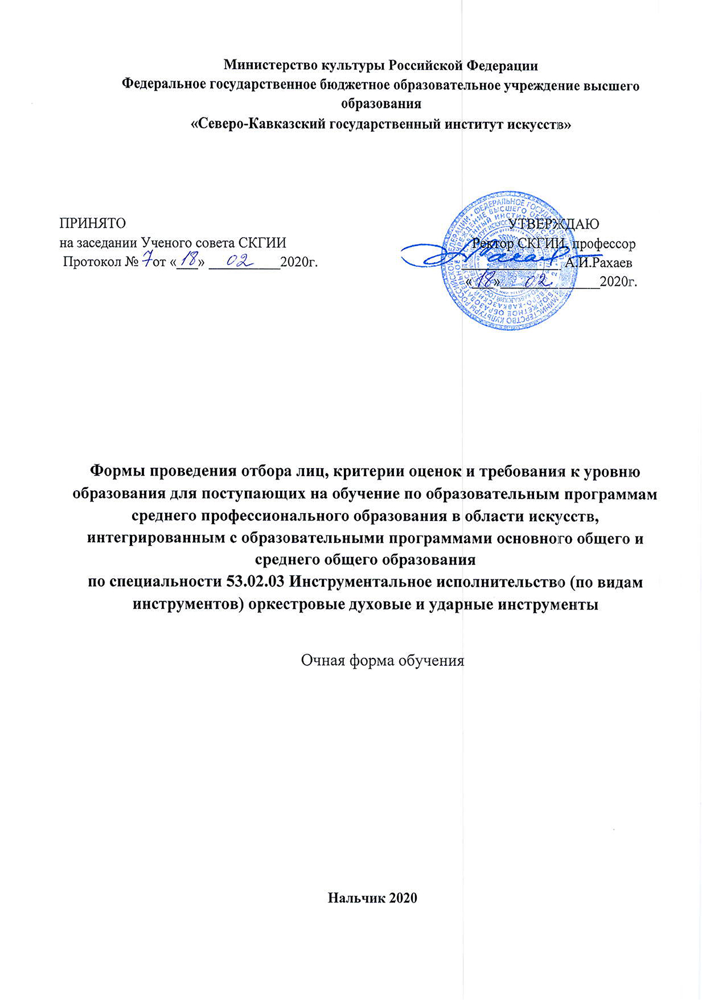 Министерство культуры Российской Федерации
Федеральное государственное бюджетное образовательное учреждение высшего
образования
«Северо-Кавказский государственный институт искусств»
ПРИНЯТО
на заседании Ученого совета СКГИИ
Протокол № 7 от «18» 02 2020г.
УТВЕРЖДАЮ
Ректор СКГИИ, профессор
А.И.Рахаев
«18» 02 2020г.
Формы проведения отбора лиц, критерии оценок и требования к уровню
образования для поступающих на обучение по образовательным программам
среднего профессионального образования в области искусств,
интегрированным с образовательными программами основного общего и
среднего общего образования
по специальности 53.02.03 Инструментальное исполнительство (по видам
инструментов) оркестровые духовые и ударные инструменты
Очная форма обучения
Нальчик 2020